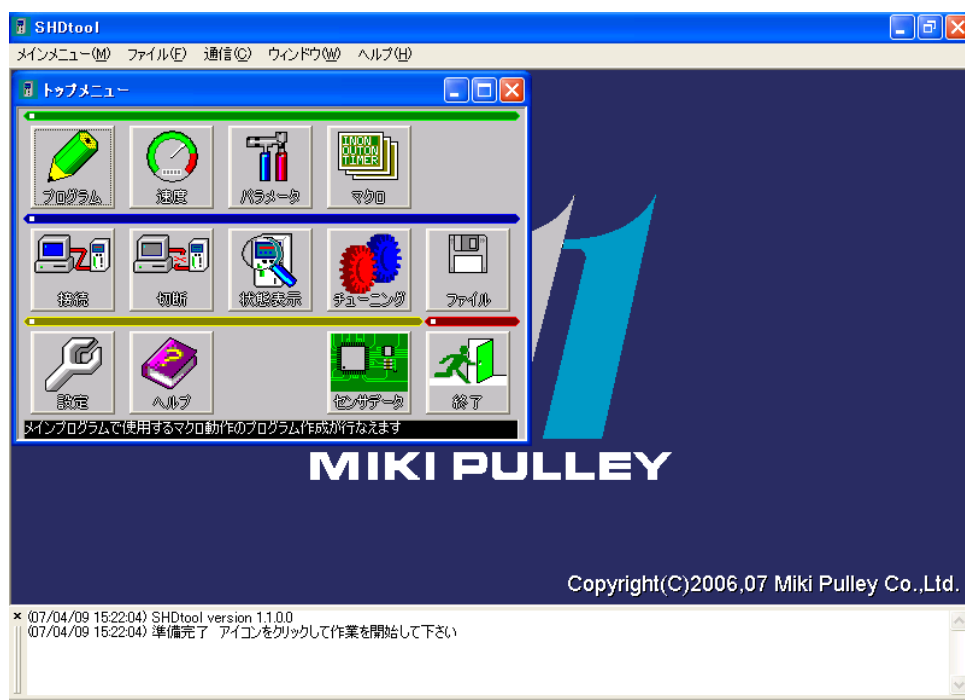 SHDtool
メインメニュー(M) ファイル(F) 通信(C) ウィンドウ(W) ヘルプ(H)
トップメニュー
プログラム 速度 パラメータ マクロ
INON
OUTON
TIMER
接続 切断 状態表示 チューニング ファイル
設定 ヘルプ センサデータ 終了
メインプログラムで使用するマクロ動作のプログラム作成が行なえます
MIKI PULLEY
Copyright(C)2006,07 Miki Pulley Co.,Ltd.
(07/04/09 15:22:04) SHDtool version 1.1.0.0
(07/04/09 15:22:04) 準備完了 アイコンをクリックして作業を開始して下さい